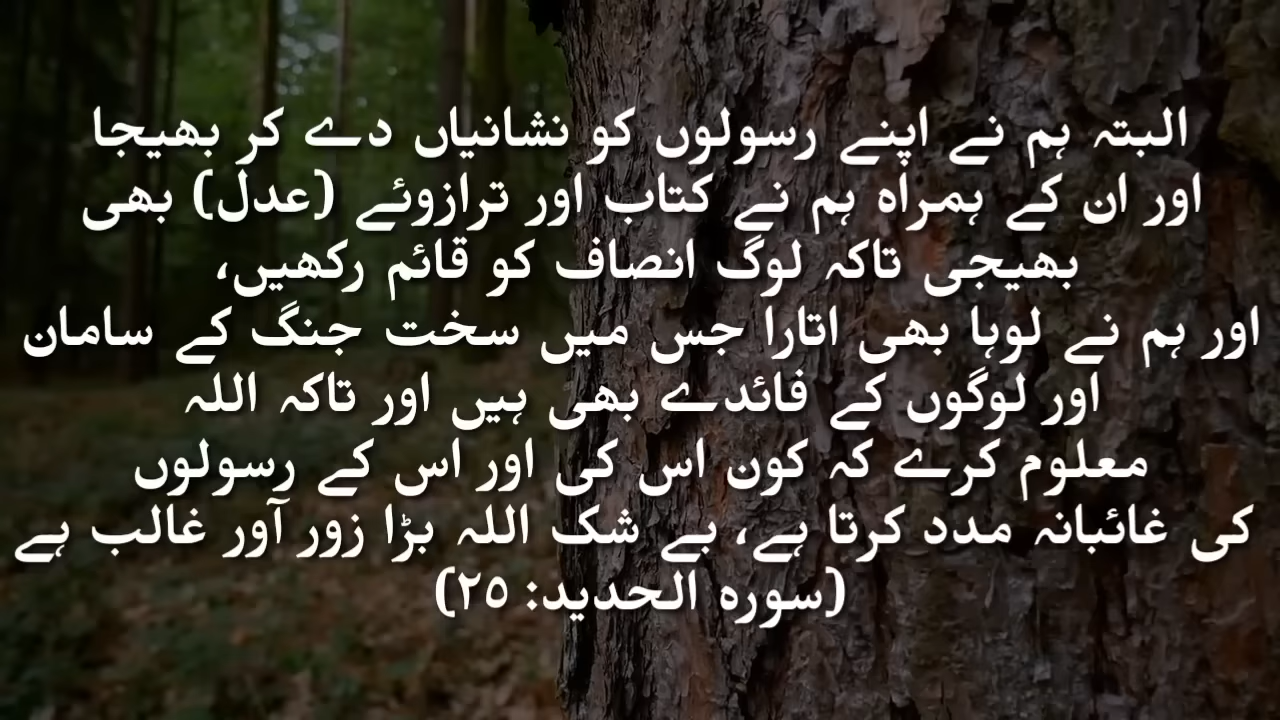 البتہ ہم نے اپنے رسولوں کو نشانیاں دے کر بھیجا
اور ان کے ہمراہ ہم نے کتاب اور ترازوئے (عدل) بھی
بھیجی تاکہ لوگ انصاف کو قائم رکھیں،
اور ہم نے لوہا بھی اتارا جس میں سخت جنگ کے سامان
اور لوگوں کے فائدے بھی ہیں اور تاکہ اللہ
معلوم کرے کہ کون اس کی اور اس کے رسولوں
کی غائبانہ مدد کرتا ہے، بے شک اللہ بڑا زور آور غالب ہے
(سورہ الحدید: ٢٥)